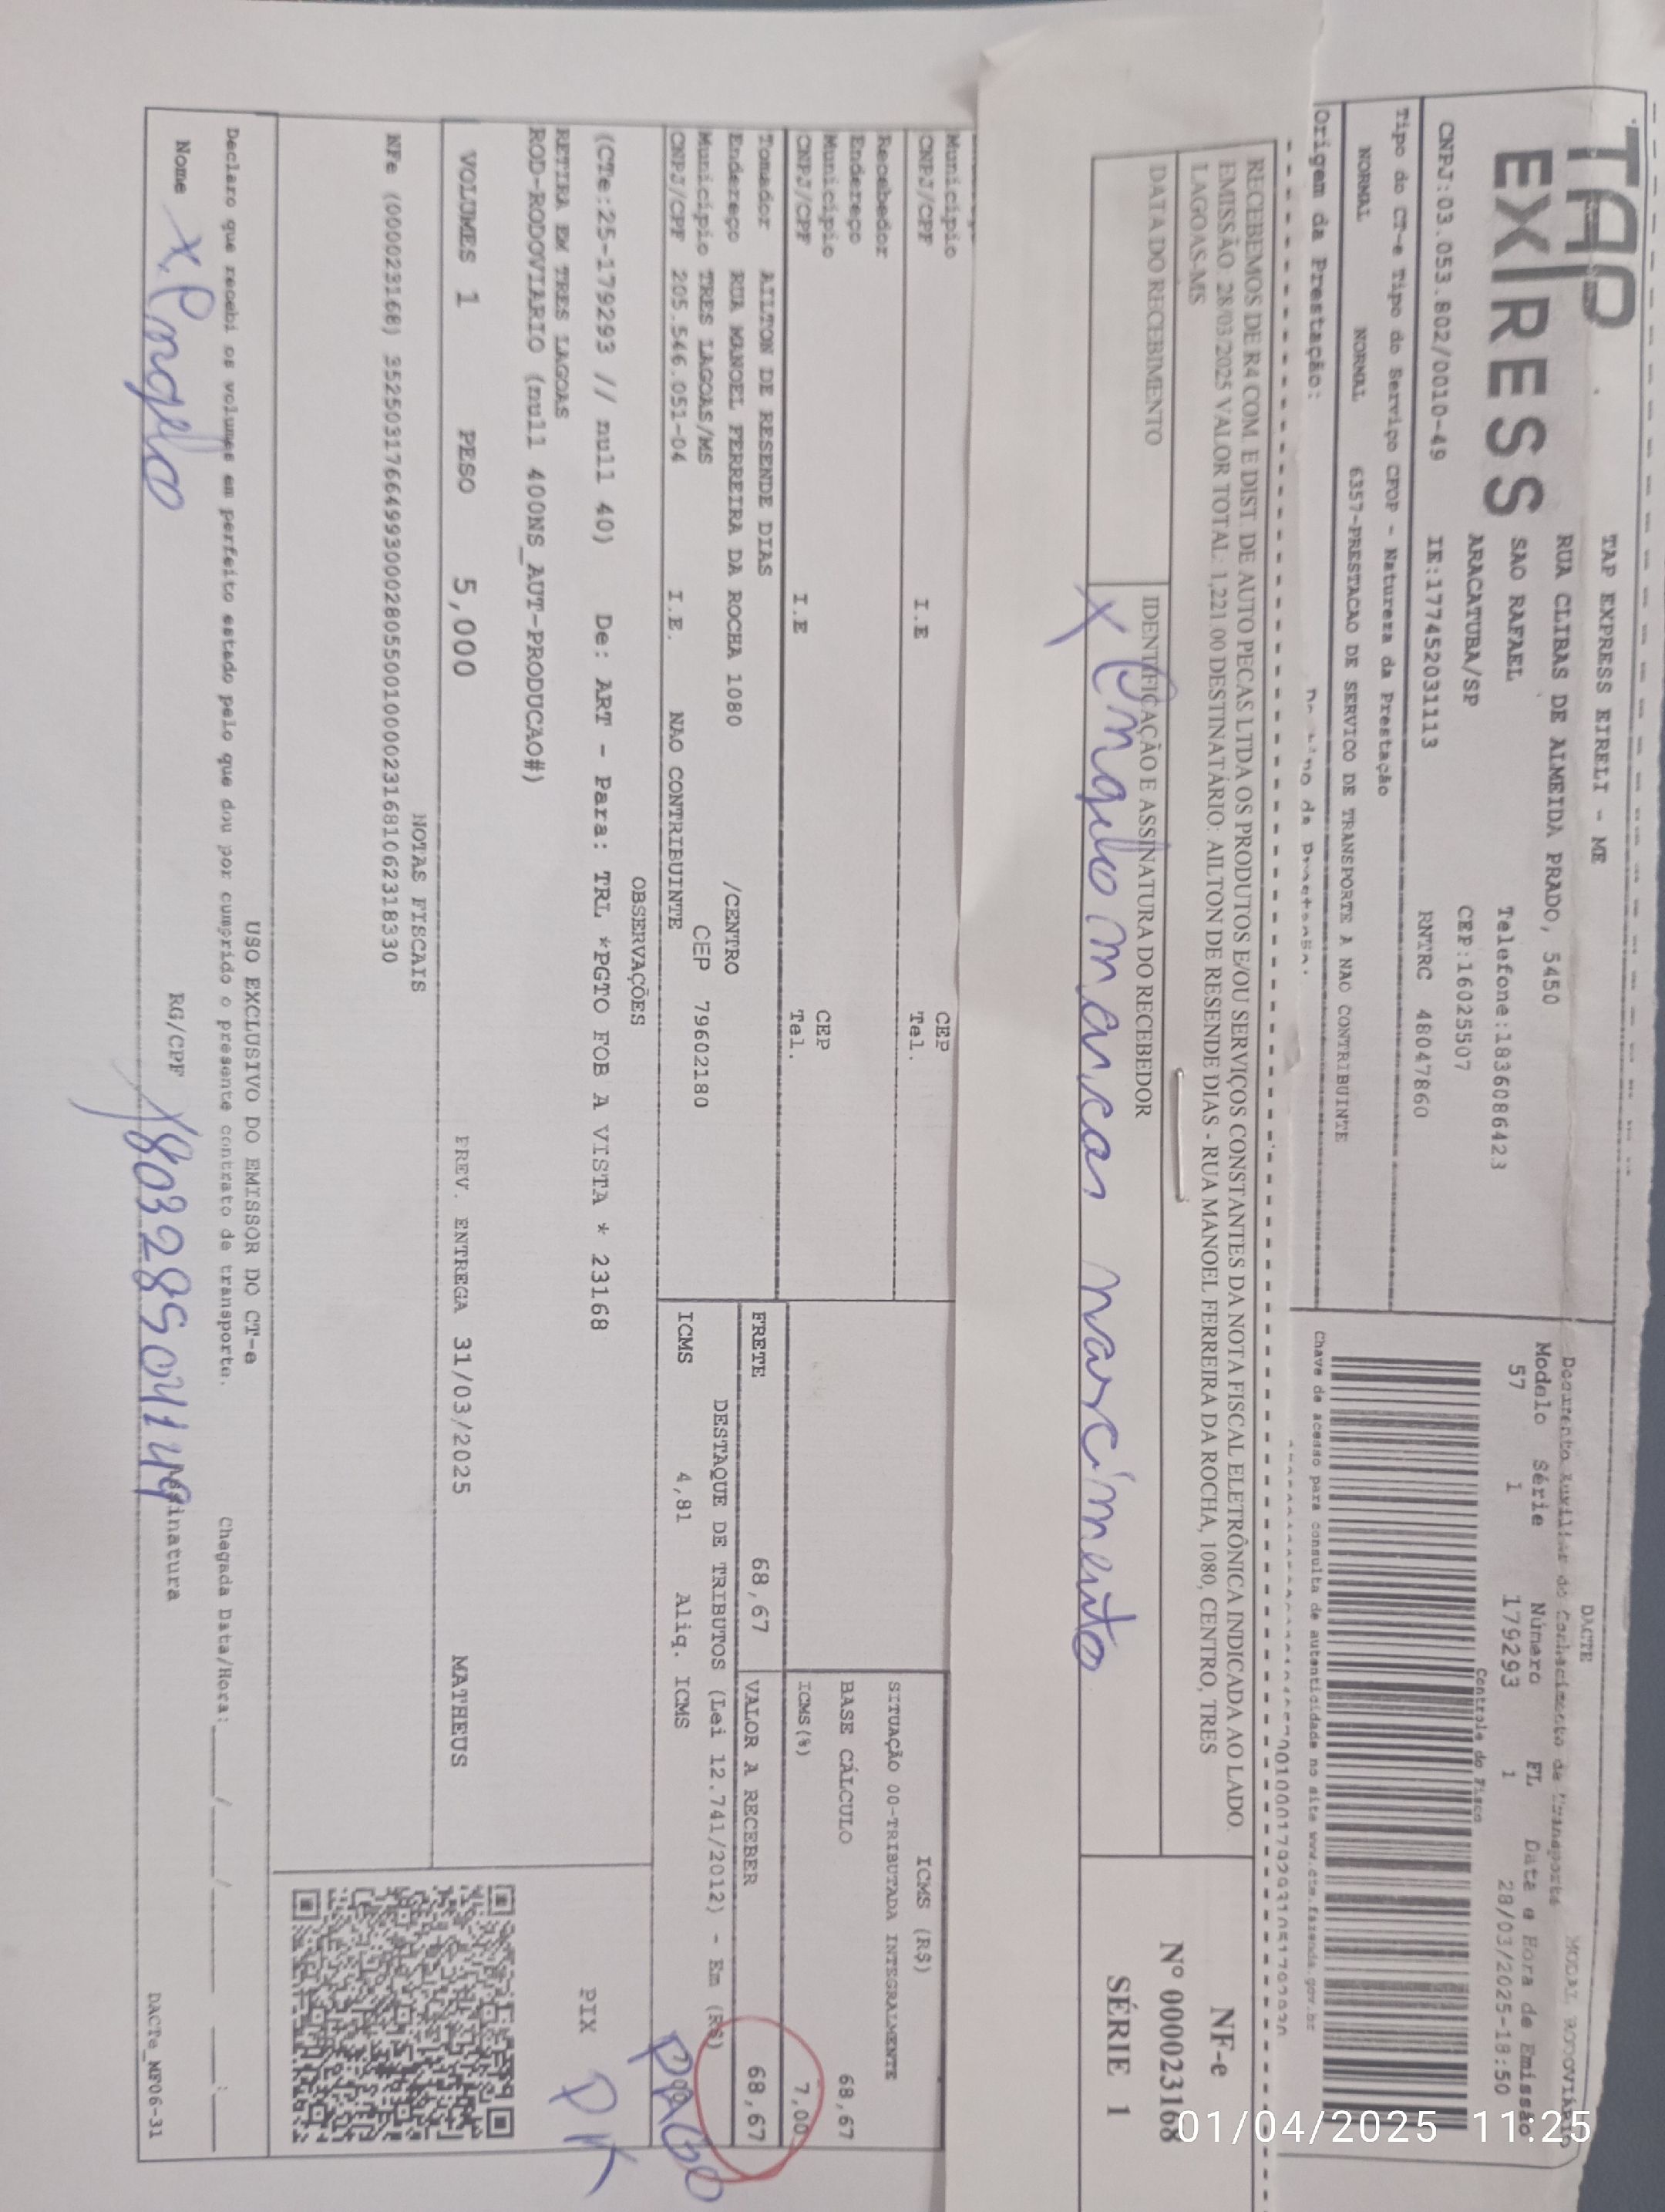 TAP
EXPRESS
TAP EXPRESS EIRELI - ME
RUA CLIBAS DE ALMEIDA PRADO, 5450
SAO RAFAEL Telefone:1836086423
ARACATUBA/SP CEP:16025507
CNPJ:03.053.802/0010-49 IE:177452031113 RNTRC 48047860
Tipo do CT-e Tipo do Serviço CFOP - Natureza da Prestação
NORMAL NORMAL 6357-PRESTACAO DE SERVICO DE TRANSPORTE A NAO CONTRIBUINTE
Origem da Prestação:
DACTE
Documento Auxiliar do Conhecimento de Transporte
MODAL RODOVIÁRIO
Modelo Série Número FL Data e Hora de Emissão
57 1 179293 1 28/03/2025-18:50
Controle do Fisco
Chave de acesso para consulta de autenticidade no site www.cte.fazenda.gov.br
RECEBEMOS DE R4 COM. E DIST. DE AUTO PECAS LTDA OS PRODUTOS E/OU SERVIÇOS CONSTANTES DA NOTA FISCAL ELETRÔNICA INDICADA AO LADO.
EMISSÃO: 28/03/2025 VALOR TOTAL: 1,221.00 DESTINATÁRIO: AILTON DE RESENDE DIAS - RUA MANOEL FERREIRA DA ROCHA, 1080, CENTRO, TRES
LAGOAS-MS
DATA DO RECEBIMENTO
IDENTIFICAÇÃO E ASSINATURA DO RECEBEDOR
NF-e
Nº 000023168
SÉRIE 1
Município CEP
CNPJ/CPF I.E Tel.
Recebedor
Endereço
Município CEP
CNPJ/CPF I.E Tel.
Tomador AILTON DE RESENDE DIAS
Endereço RUA MANOEL FERREIRA DA ROCHA 1080 /CENTRO
Município TRES LAGOAS/MS CEP 79602180
CNPJ/CPF 205.546.051-04 I.E. NAO CONTRIBUINTE
ICMS (R$)
SITUAÇÃO 00-TRIBUTADA INTEGRALMENTE
BASE CÁLCULO 68,67
ICMS(%) 7,00
FRETE 68,67 VALOR A RECEBER 68,67
DESTAQUE DE TRIBUTOS (Lei 12.741/2012) - Em (R$)
ICMS 4,81 Aliq. ICMS
PAGO
OBSERVAÇÕES
(CTe:25-179293 // null 40) De: ART - Para: TRL *PGTO FOB A VISTA * 23168
RETIRA EM TRES LAGOAS
ROD-RODOVIARIO (null 400NS_AUT-PRODUCAO#)
PIX
VOLUMES 1 PESO 5,000 PREV. ENTREGA 31/03/2025 MATHEUS
NOTAS FISCAIS
NFe (000023168) 35250317664993000280550010000231681062318330
USO EXCLUSIVO DO EMISSOR DO CT-e
Declaro que recebi os volumes em perfeito estado pelo que dou por cumprido o presente contrato de transporte. Chegada Data/Hora:____/____/____ ____:____
Nome RG/CPF X80328504149 Assinatura
DACTe_MF06-31
01/04/2025 11:25